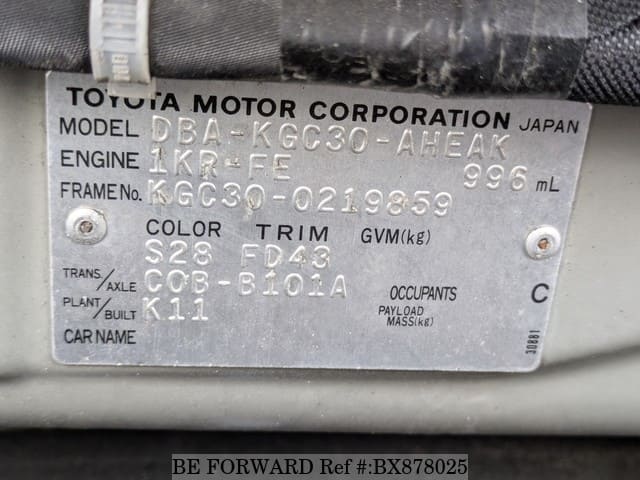 TOYOTA MOTOR CORPORATION JAPAN
MODEL DBA-KGC30-AHEAK
ENGINE 1KR-FE 996 mL
FRAME No. KGC30-0219859
COLOR TRIM GVM(kg)
S28 FD43
TRANS./AXLE C0B-B101A OCCUPANTS C
PLANT/BUILT K11 PAYLOAD MASS(kg)
CAR NAME
30881
BE FORWARD Ref #:BX878025